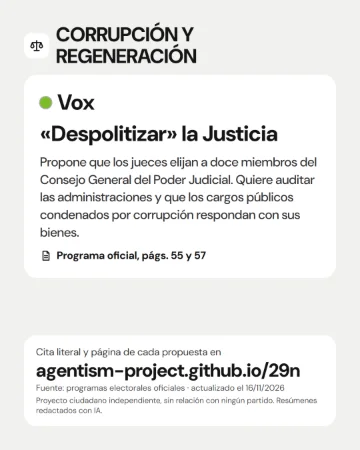 CORRUPCIÓN Y
REGENERACIÓN
Vox
«Despolitizar» la Justicia
Propone que los jueces elijan a doce miembros del
Consejo General del Poder Judicial. Quiere auditar
las administraciones y que los cargos públicos
condenados por corrupción respondan con sus
bienes.
Programa oficial, págs. 55 y 57
Cita literal y página de cada propuesta en
agentism-project.github.io/29n
Fuente: programas electorales oficiales · actualizado el 16/11/2026
Proyecto ciudadano independiente, sin relación con ningún partido. Resúmenes
redactados con IA.